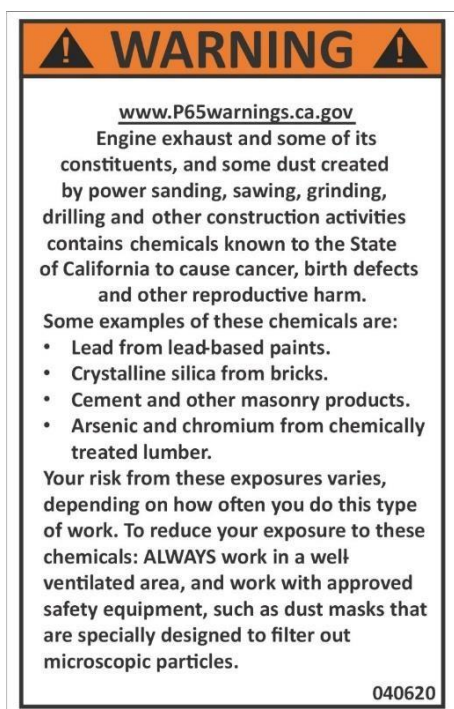 WARNING
www.P65warnings.ca.gov
Engine exhaust and some of its
constituents, and some dust created
by power sanding, sawing, grinding,
drilling and other construction activities
contains chemicals known to the State
of California to cause cancer, birth defects
and other reproductive harm.
Some examples of these chemicals are:
• Lead from lead-based paints.
• Crystalline silica from bricks.
• Cement and other masonry products.
• Arsenic and chromium from chemically
treated lumber.
Your risk from these exposures varies,
depending on how often you do this type
of work. To reduce your exposure to these
chemicals: ALWAYS work in a well-
ventilated area, and work with approved
safety equipment, such as dust masks that
are specially designed to filter out
microscopic particles.
040620